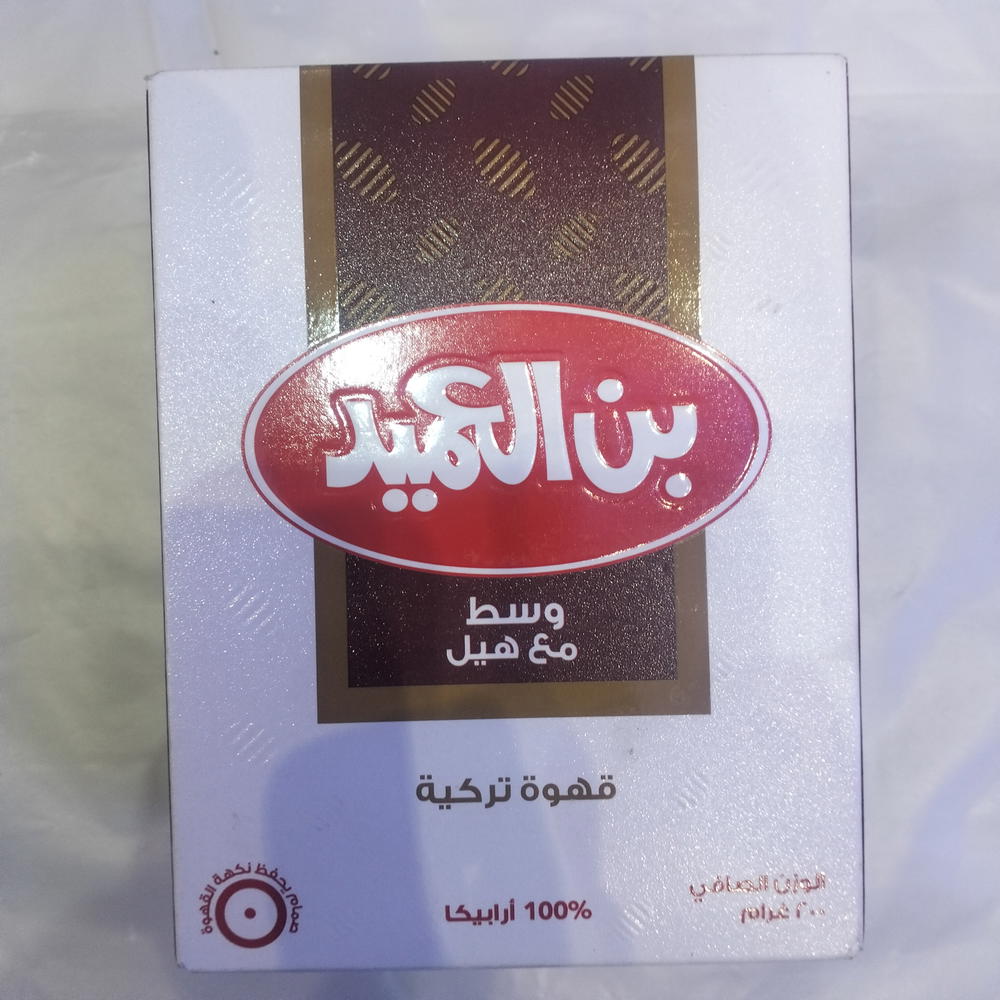 بن العميد
وسط
مع هيل
قهوة تركية
صمام يحفظ نكهة القهوة
100% أرابيكا
الوزن الصافي
٢٠٠ غرام